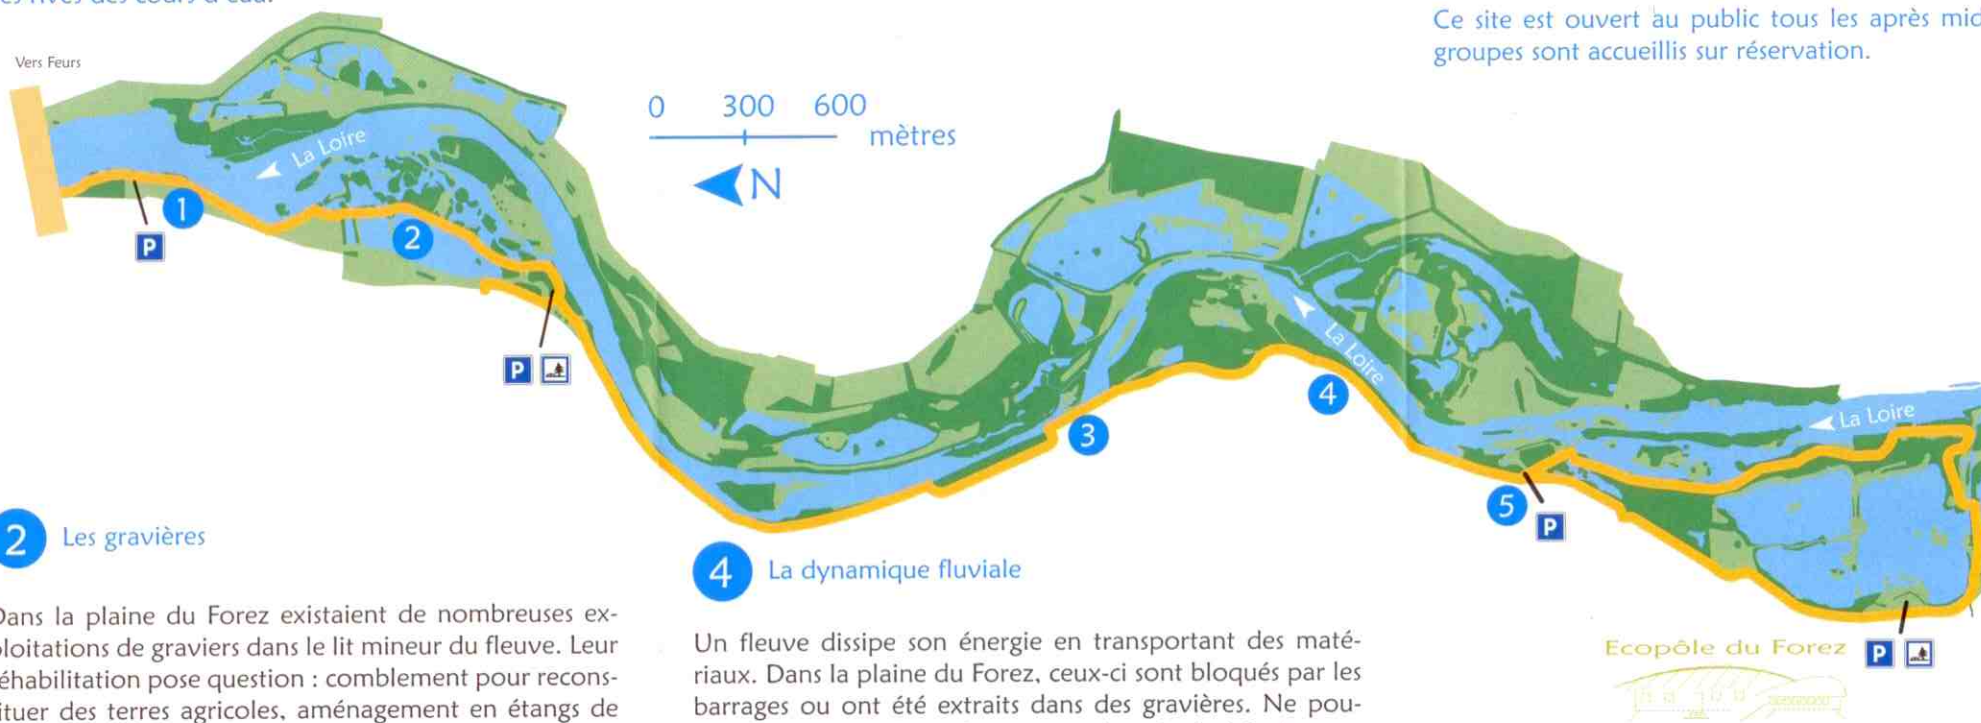 Ce site est ouvert au public tous les après
groupes sont accueillis sur réservation.
Vers Feurs
0 300 600
mètres
N
La Loire
1
P
2
P
La Loire
3
4
La Loire
5
P
2 Les gravières
Dans la plaine du Forez existaient de nombreuses ex-
ploitations de graviers dans le lit mineur du fleuve. Leur
réhabilitation pose question : comblement pour recons-
tituer des terres agricoles, aménagement en étangs de
4 La dynamique fluviale
Un fleuve dissipe son énergie en transportant des maté-
riaux. Dans la plaine du Forez, ceux-ci sont bloqués par les
barrages ou ont été extraits dans des gravières. Ne pou-
Ecopôle du Forez
P